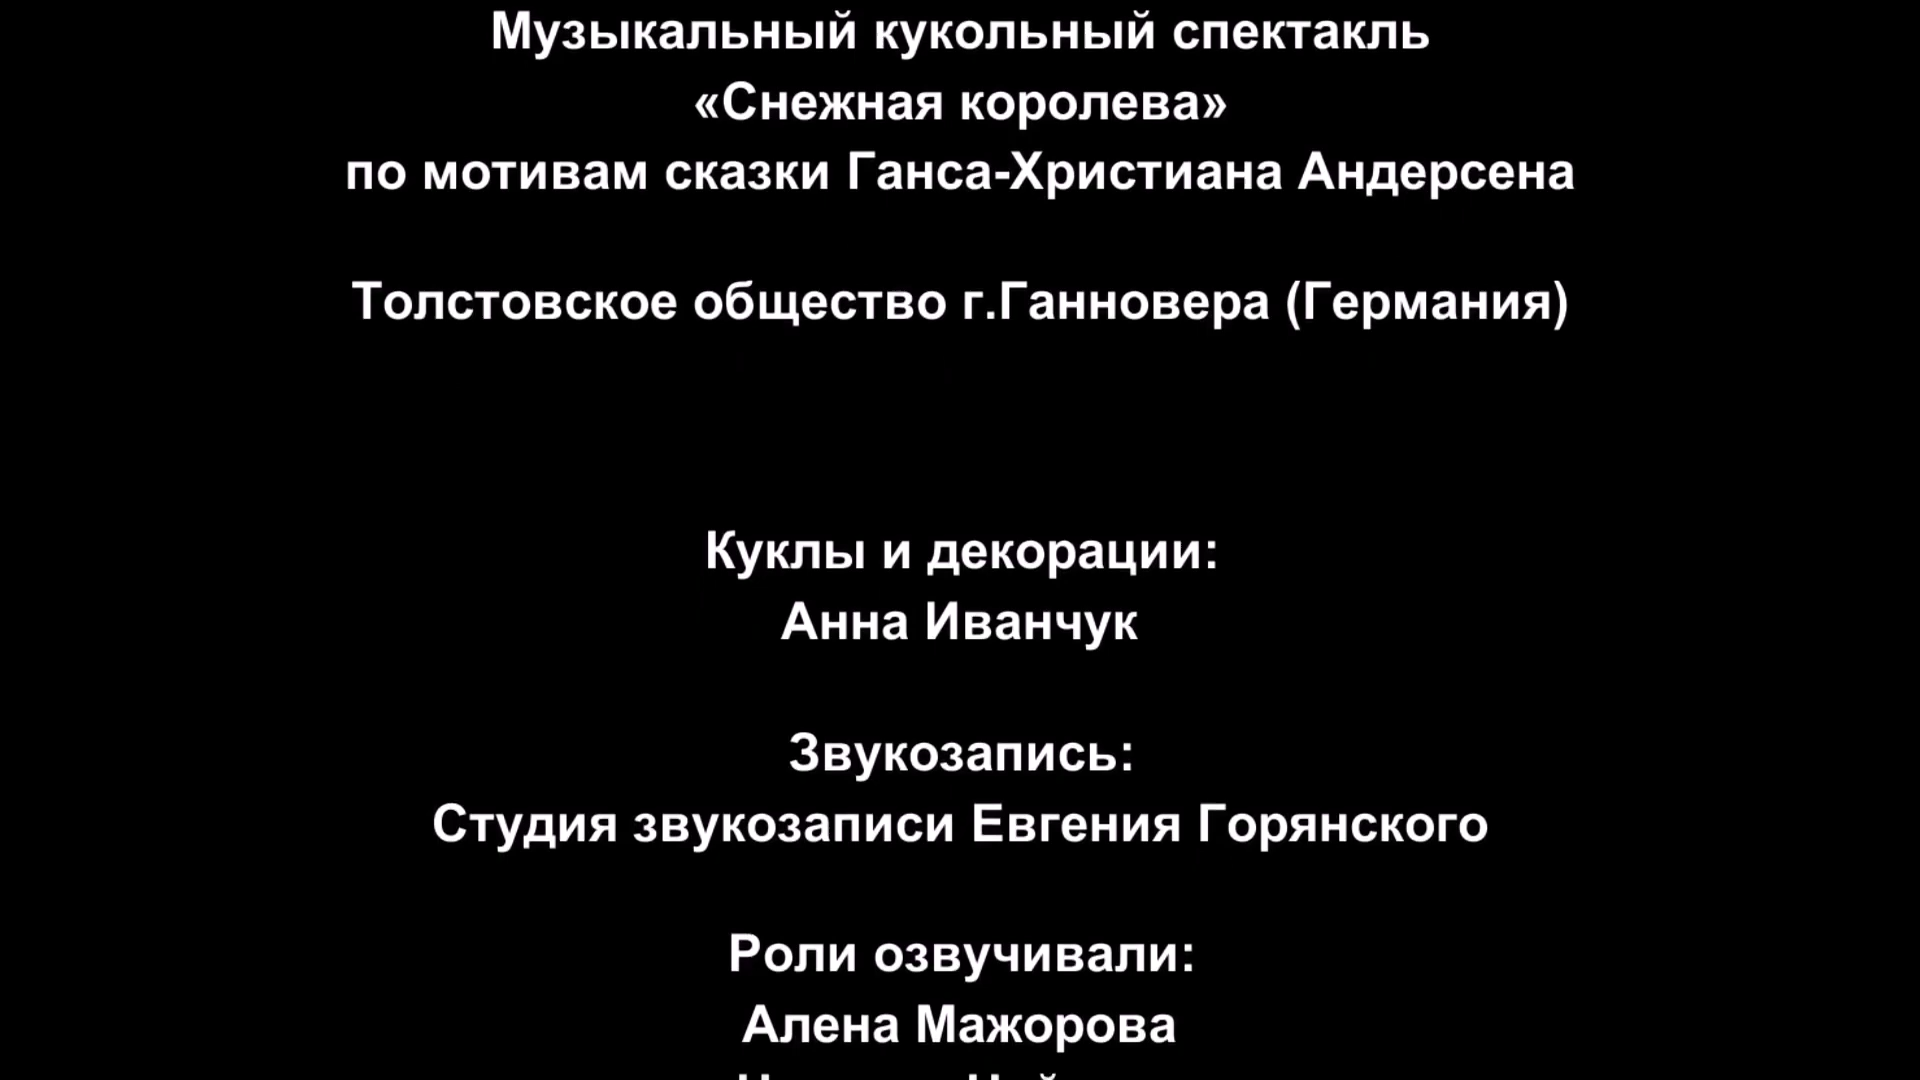 Музыкальный кукольный спектакль
«Снежная королева»
по мотивам сказки Ганса-Христиана Андерсена
Толстовское общество г.Ганновера (Германия)
Куклы и декорации:
Анна Иванчук
Звукозапись:
Студия звукозаписи Евгения Горянского
Роли озвучивали:
Алена Мажорова